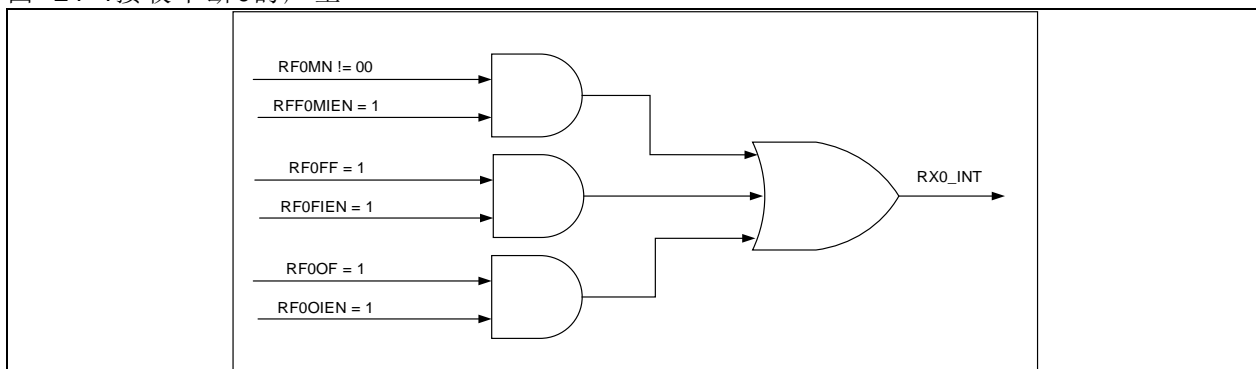 RF0MN != 00
RFF0MIEN = 1
RF0FF = 1
RF0FIEN = 1
RF0OF = 1
RF0OIEN = 1
RX0_INT